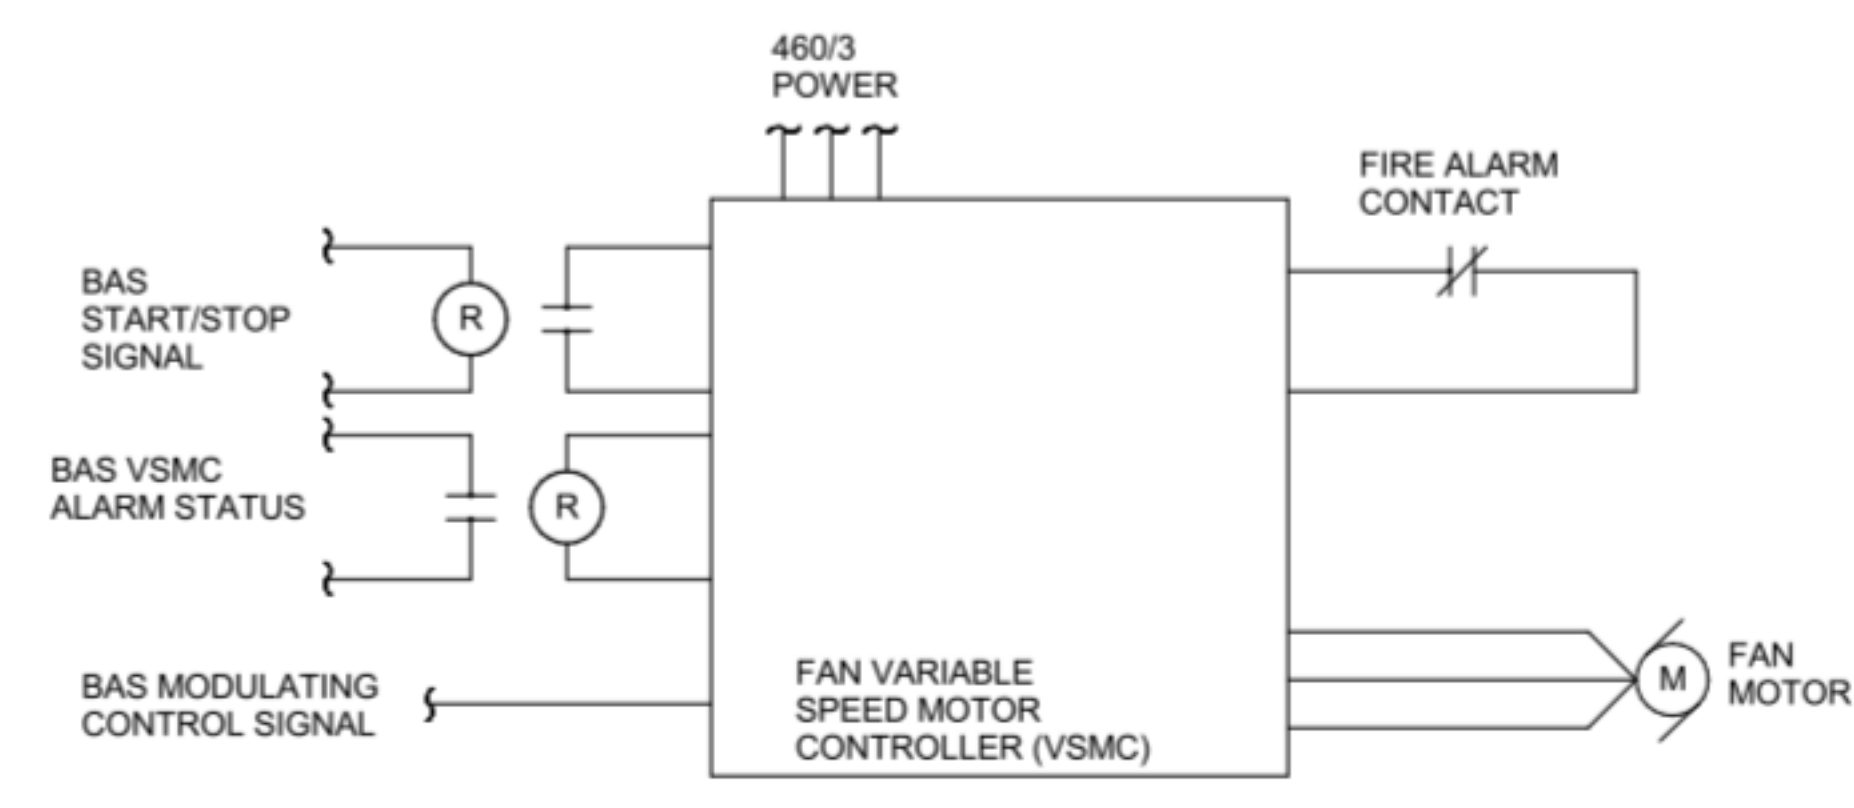 460/3
POWER
FIRE ALARM
CONTACT
BAS
START/STOP
SIGNAL
R
BAS VSMC
ALARM STATUS
R
BAS MODULATING
CONTROL SIGNAL
FAN VARIABLE
SPEED MOTOR
CONTROLLER (VSMC)
M
FAN
MOTOR